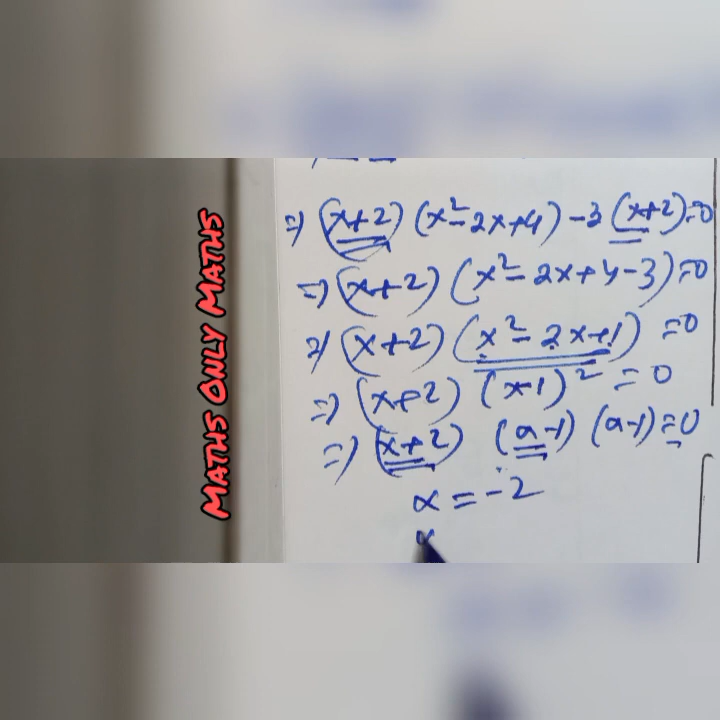 MATHS ONLY MATHS
=) (x+2) (x²-2x+4) -3 (x+2)=0
=) (x+2) (x²-2x+4-3)=0
=) (x+2) (x²-2x+1) =0
=) (x+2) (x-1)² = 0
=) (x+2) (x-1) (x-1)=0
x = -2
x